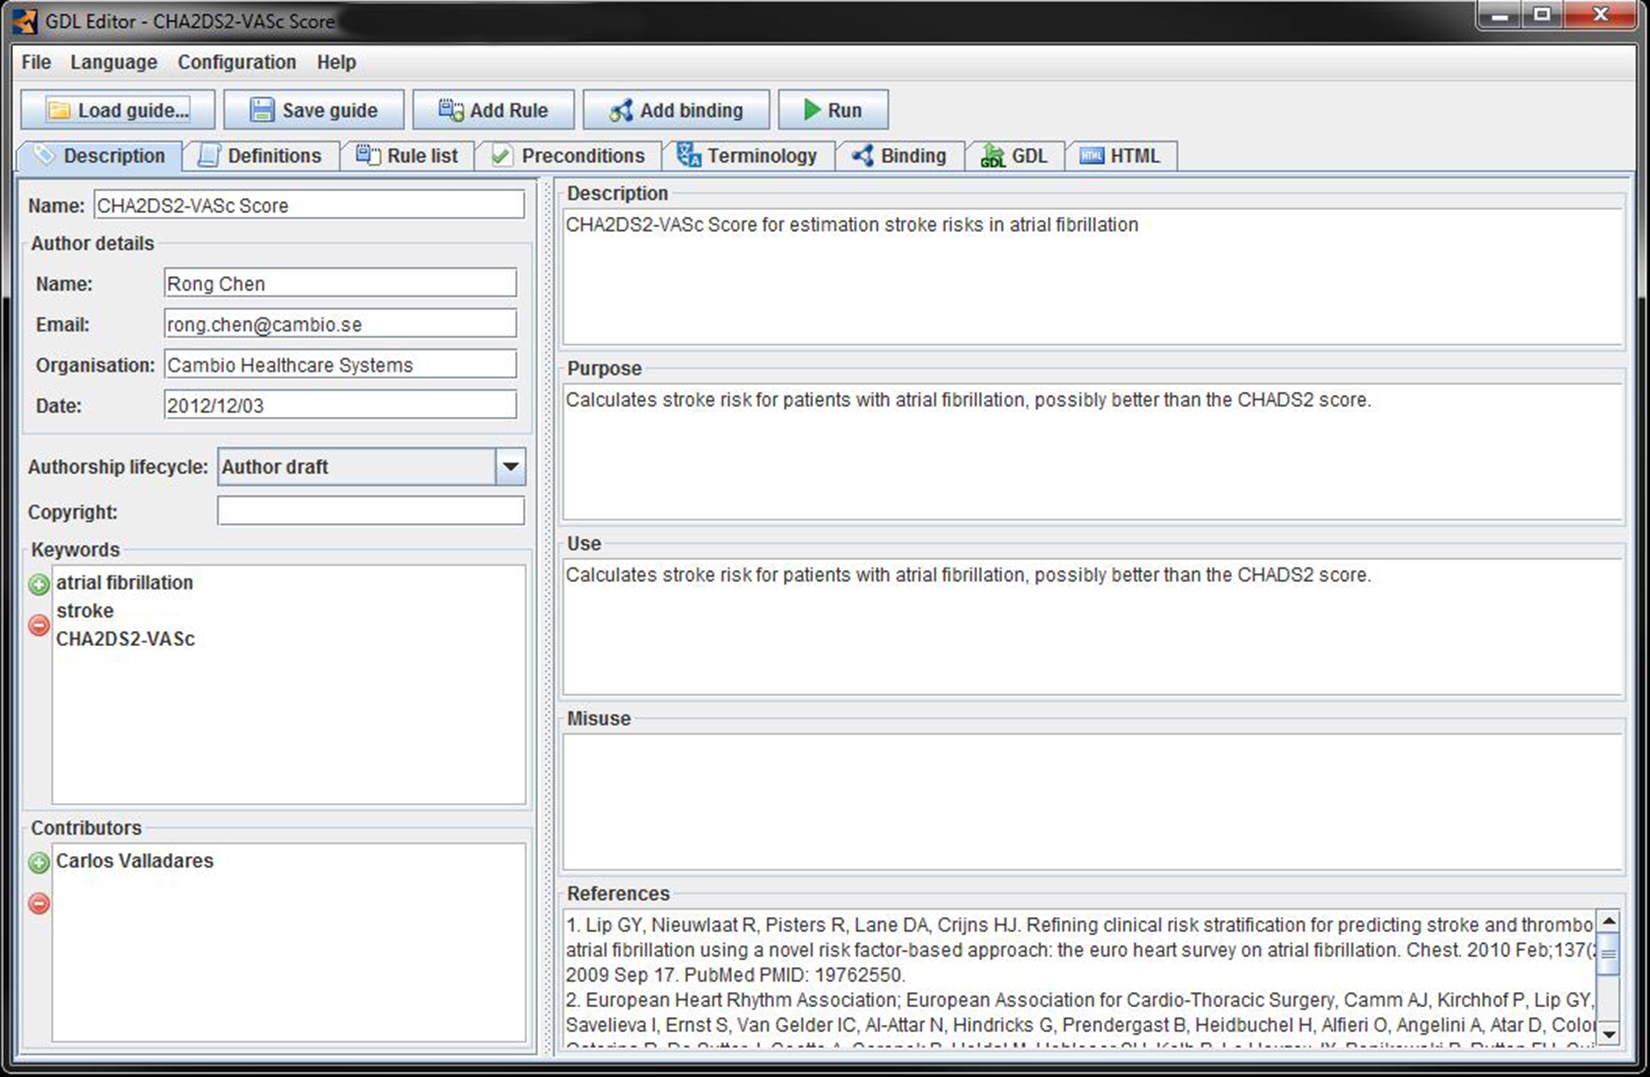 GDL Editor - CHA2DS2-VASc Score
File Language Configuration Help
Load guide... Save guide Add Rule Add binding Run
Description Definitions Rule list Preconditions Terminology Binding GDL HTML
Name: CHA2DS2-VASc Score
Author details
Name: Rong Chen
Email: rong.chen@cambio.se
Organisation: Cambio Healthcare Systems
Date: 2012/12/03
Authorship lifecycle: Author draft
Copyright:
Keywords
atrial fibrillation
stroke
CHA2DS2-VASc
Contributors
Carlos Valladares
Description
CHA2DS2-VASc Score for estimation stroke risks in atrial fibrillation
Purpose
Calculates stroke risk for patients with atrial fibrillation, possibly better than the CHADS2 score.
Use
Calculates stroke risk for patients with atrial fibrillation, possibly better than the CHADS2 score.
Misuse
References
1. Lip GY, Nieuwlaat R, Pisters R, Lane DA, Crijns HJ. Refining clinical risk stratification for predicting stroke and thrombo
atrial fibrillation using a novel risk factor-based approach: the euro heart survey on atrial fibrillation. Chest. 2010 Feb;137(
2009 Sep 17. PubMed PMID: 19762550.
2. European Heart Rhythm Association; European Association for Cardio-Thoracic Surgery, Camm AJ, Kirchhof P, Lip GY,
Savelieva I, Ernst S, Van Gelder IC, Al-Attar N, Hindricks G, Prendergast B, Heidbuchel H, Alfieri O, Angelini A, Atar D, Colo